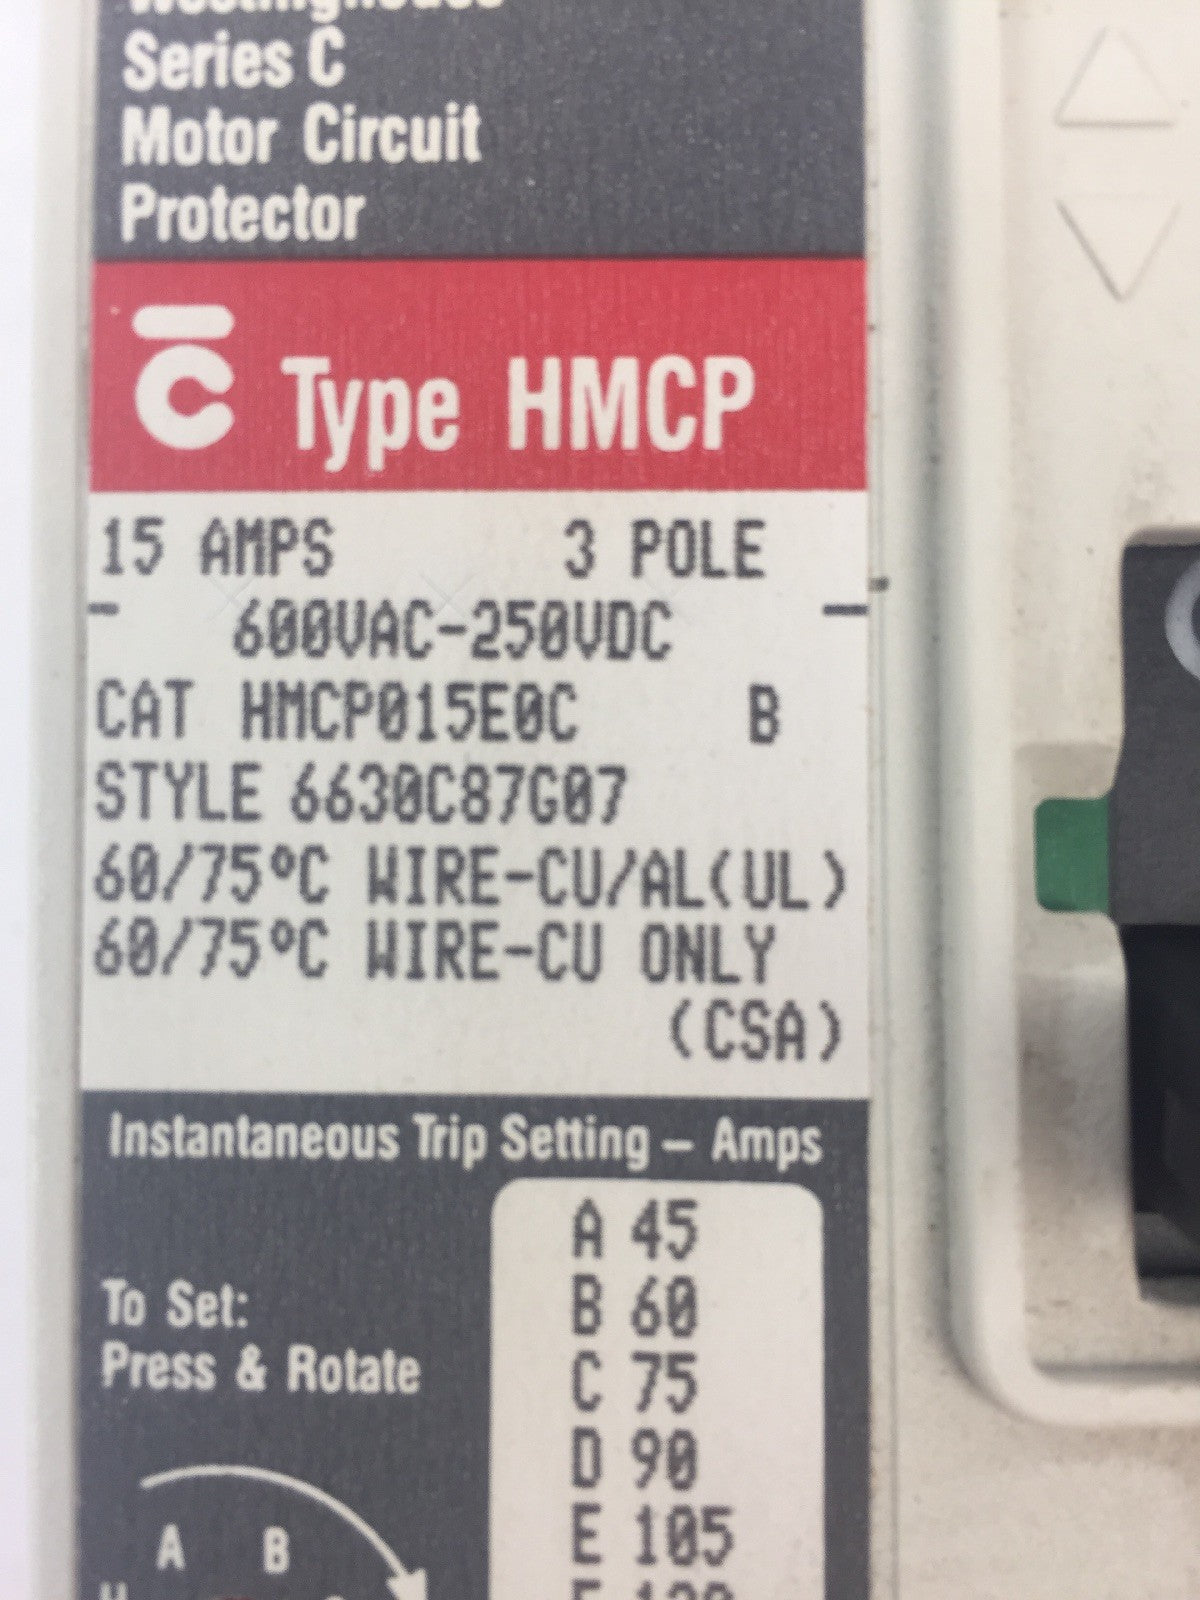 Westinghouse
Series C
Motor Circuit
Protector
C Type HMCP
15 AMPS 3 POLE
600VAC-250VDC
CAT HMCP015E0C B
STYLE 6630C87G07
60/75°C WIRE-CU/AL(UL)
60/75°C WIRE-CU ONLY
(CSA)
Instantaneous Trip Setting – Amps
A 45
B 60
To Set:
Press & Rotate
C 75
D 90
E 105
A B
F 120